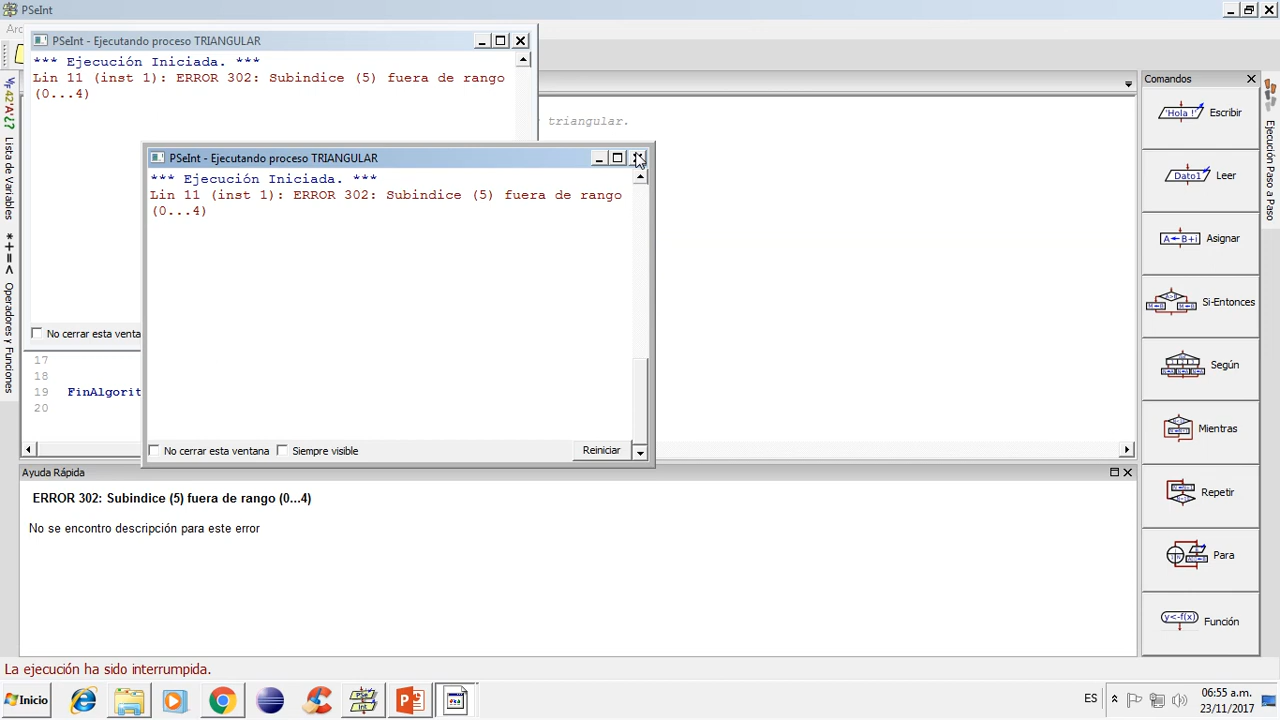 PSeInt
Arc
PSeInt - Ejecutando proceso TRIANGULAR
*** Ejecución Iniciada. ***
Lin 11 (inst 1): ERROR 302: Subindice (5) fuera de rango
(0...4)
triangular.
PSeInt - Ejecutando proceso TRIANGULAR
*** Ejecución Iniciada. ***
Lin 11 (inst 1): ERROR 302: Subindice (5) fuera de rango
(0...4)
No cerrar esta venta
17
18
19 FinAlgorit
20
No cerrar esta ventana
Siempre visible
Reiniciar
Lista de Variables
*+=< Operadores y Funciones
Comandos
'Hola !' Escribir
Dato1 Leer
A←B+i Asignar
Si-Entonces
Según
Mientras
Repetir
Para
y<-f(x) Función
Ejecución Paso a Paso
Ayuda Rápida
ERROR 302: Subindice (5) fuera de rango (0...4)
No se encontro descripción para este error
La ejecución ha sido interrumpida.
Inicio
ES
06:55 a.m.
23/11/2017